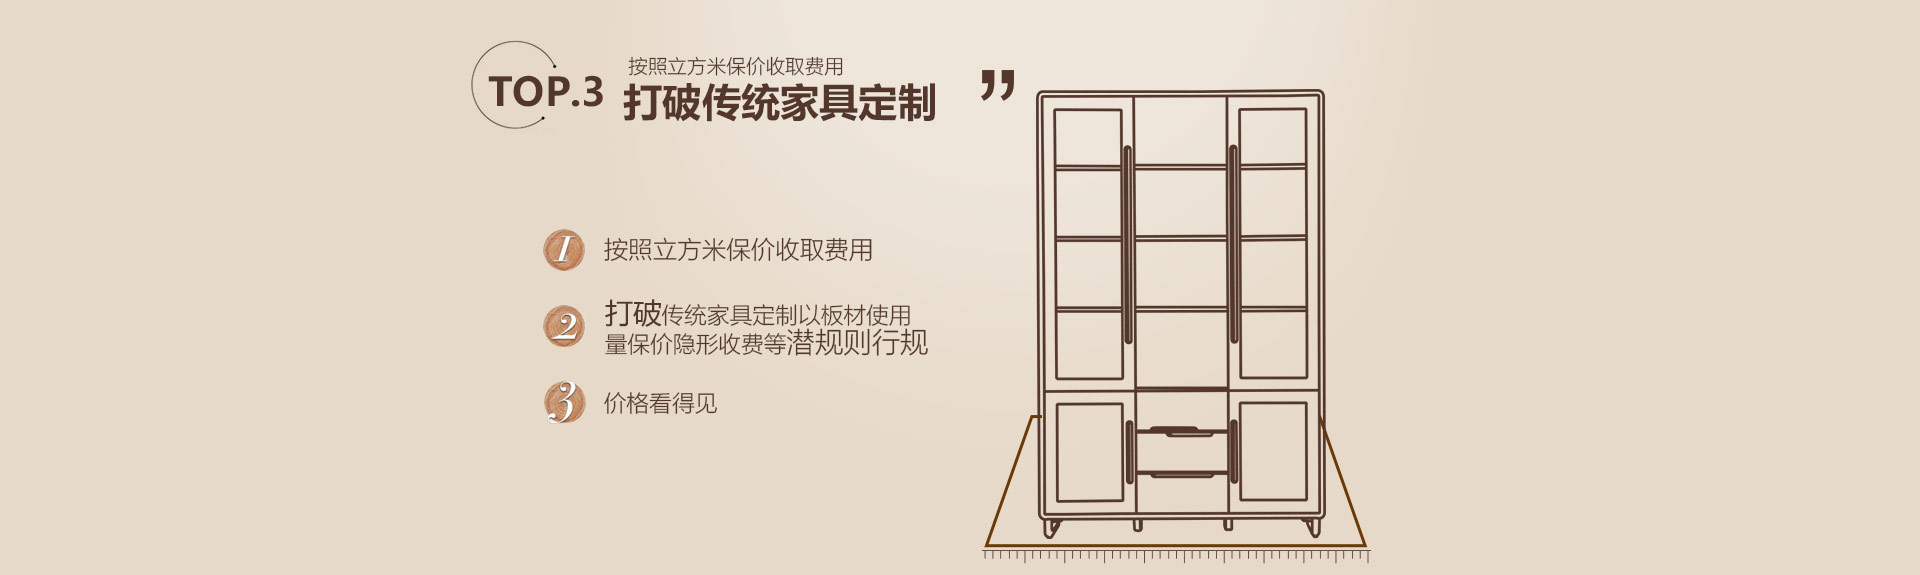 TOP.3
按照立方米保价收取费用
打破传统家具定制
”
1 按照立方米保价收取费用
2 打破传统家具定制以板材使用
量保价隐形收费等潜规则行规
3 价格看得见